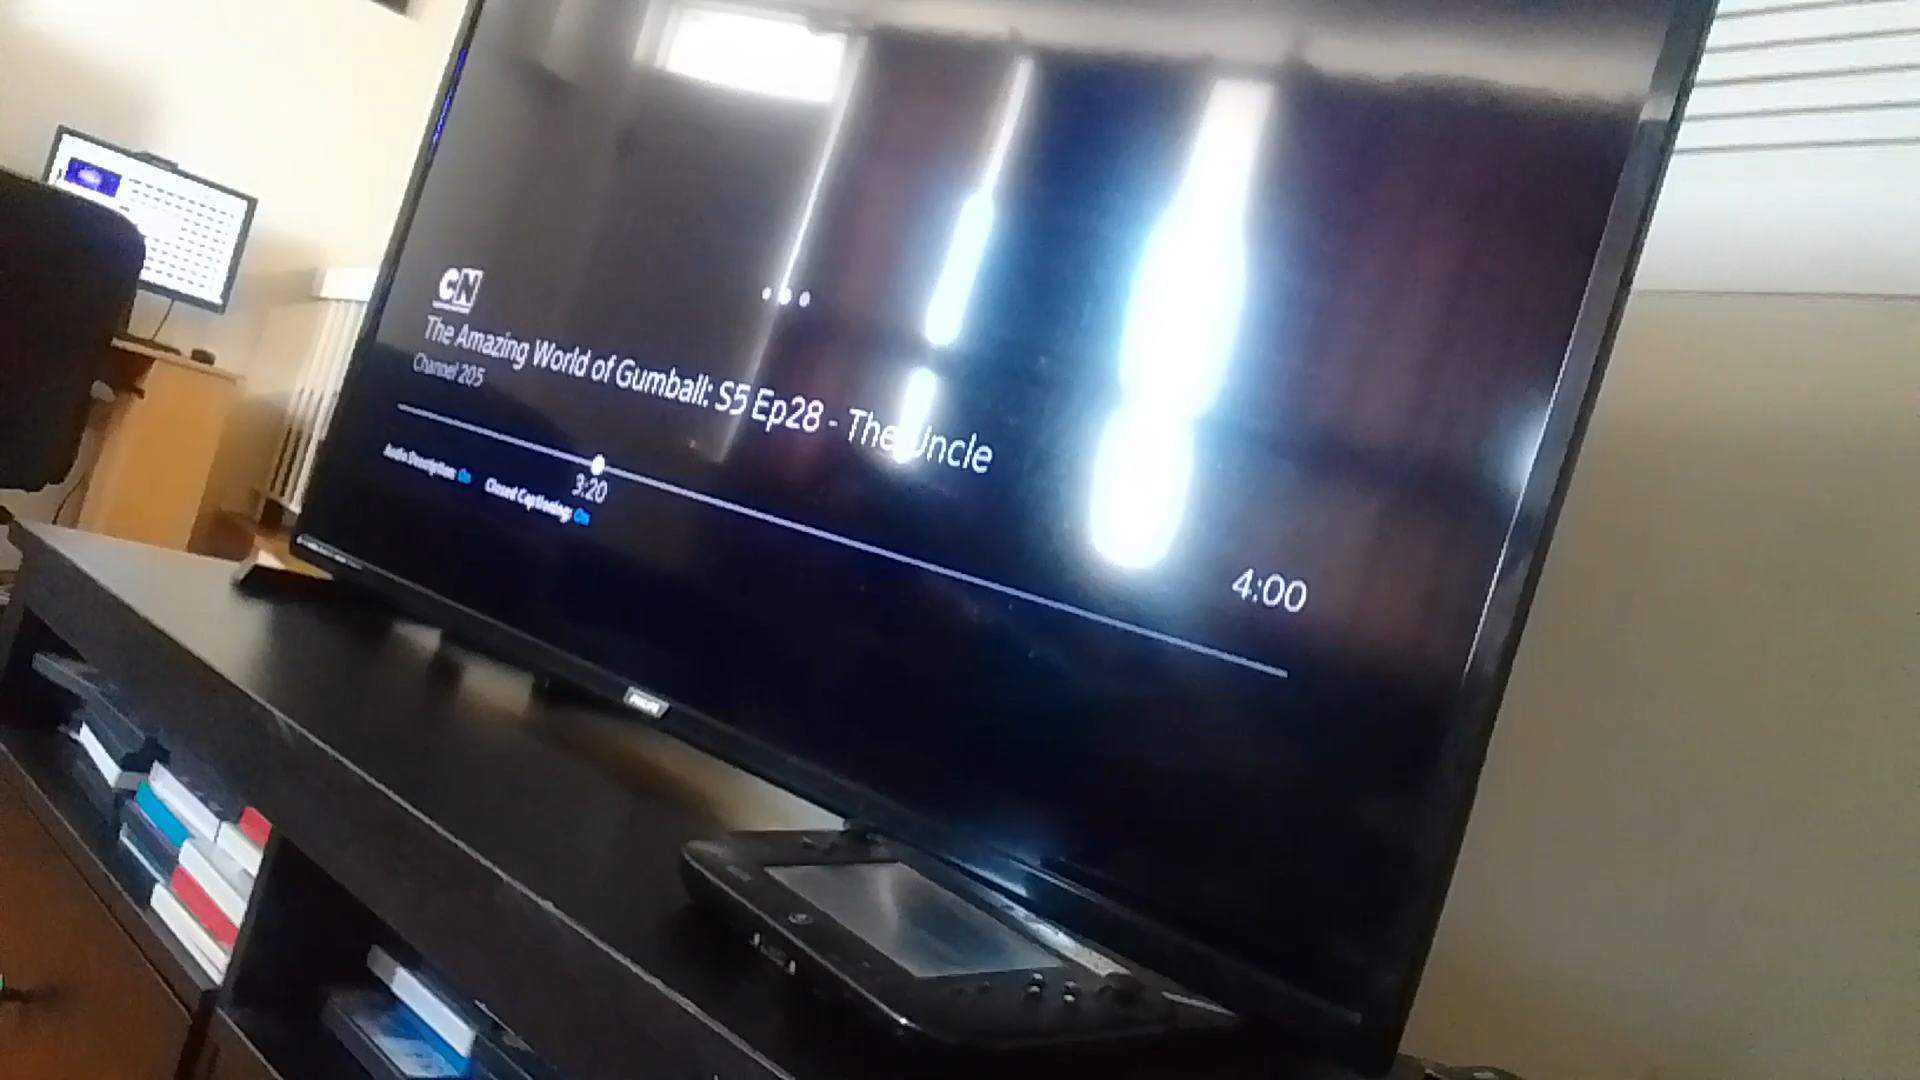 CN
The Amazing World of Gumball: S5 Ep28 - The Uncle
Channel 205
3:20
4:00
Audio Description: On Closed Captioning: On
PHILIPS